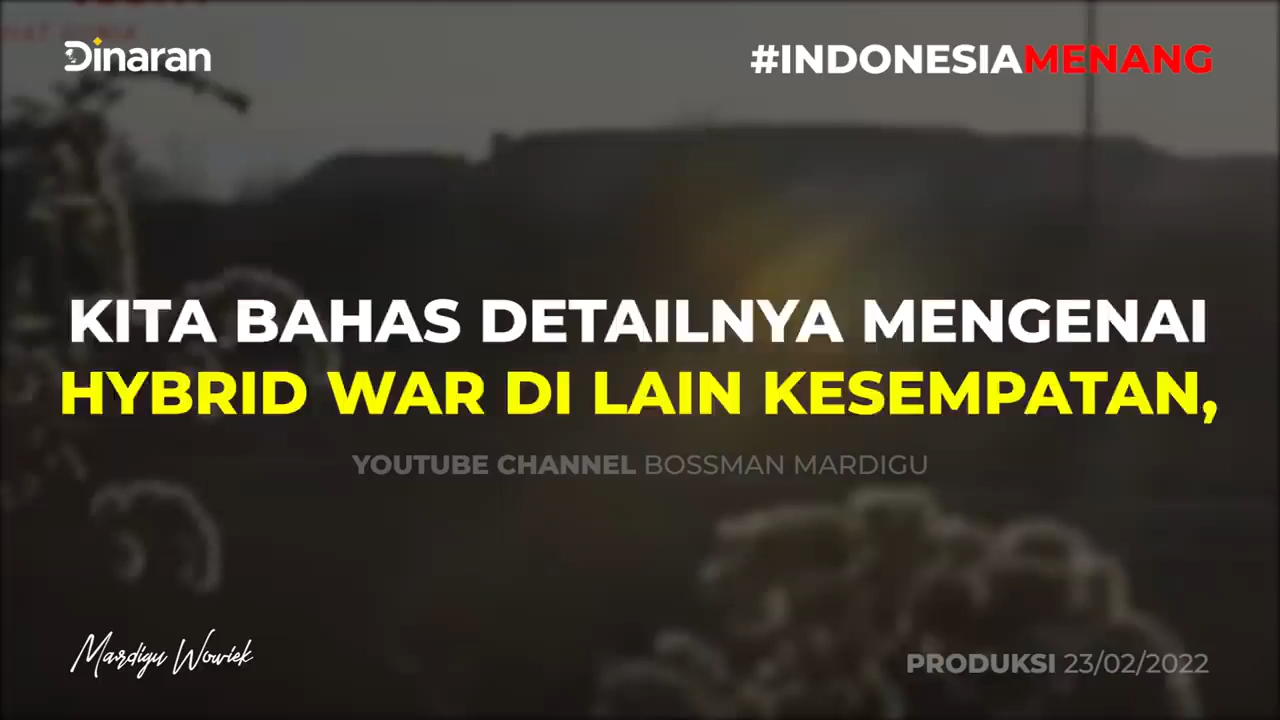 Dinaran
#INDONESIAMENANG
KITA BAHAS DETAILNYA MENGENAI
HYBRID WAR DI LAIN KESEMPATAN,
YOUTUBE CHANNEL BOSSMAN MARDIGU
Mardigu Wowiek
PRODUKSI 23/02/2022